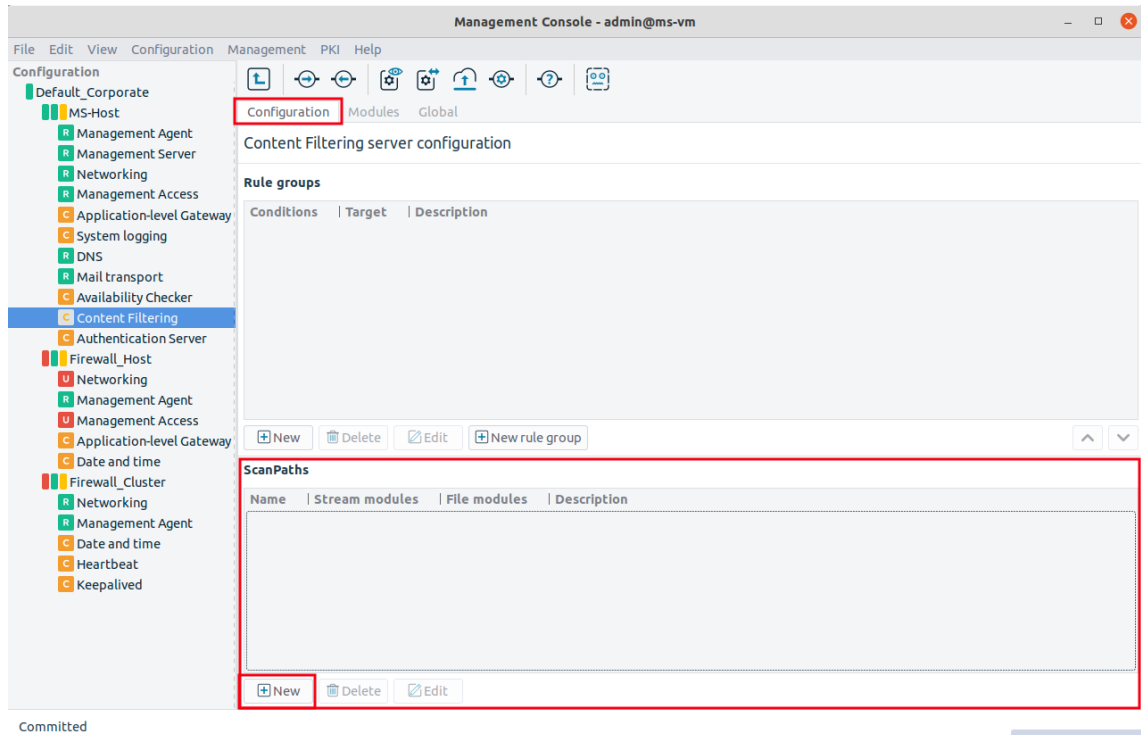 Management Console - admin@ms-vm
File Edit View Configuration Management PKI Help
Configuration
Default_Corporate
MS-Host
R Management Agent
R Management Server
R Networking
R Management Access
C Application-level Gateway
C System logging
R DNS
R Mail transport
C Availability Checker
C Content Filtering
C Authentication Server
Firewall_Host
U Networking
R Management Agent
U Management Access
C Application-level Gateway
C Date and time
Firewall_Cluster
R Networking
R Management Agent
C Date and time
C Heartbeat
C Keepalived
Configuration Modules Global
Content Filtering server configuration
Rule groups
Conditions Target Description
New Delete Edit New rule group
ScanPaths
Name Stream modules File modules Description
New Delete Edit
Committed